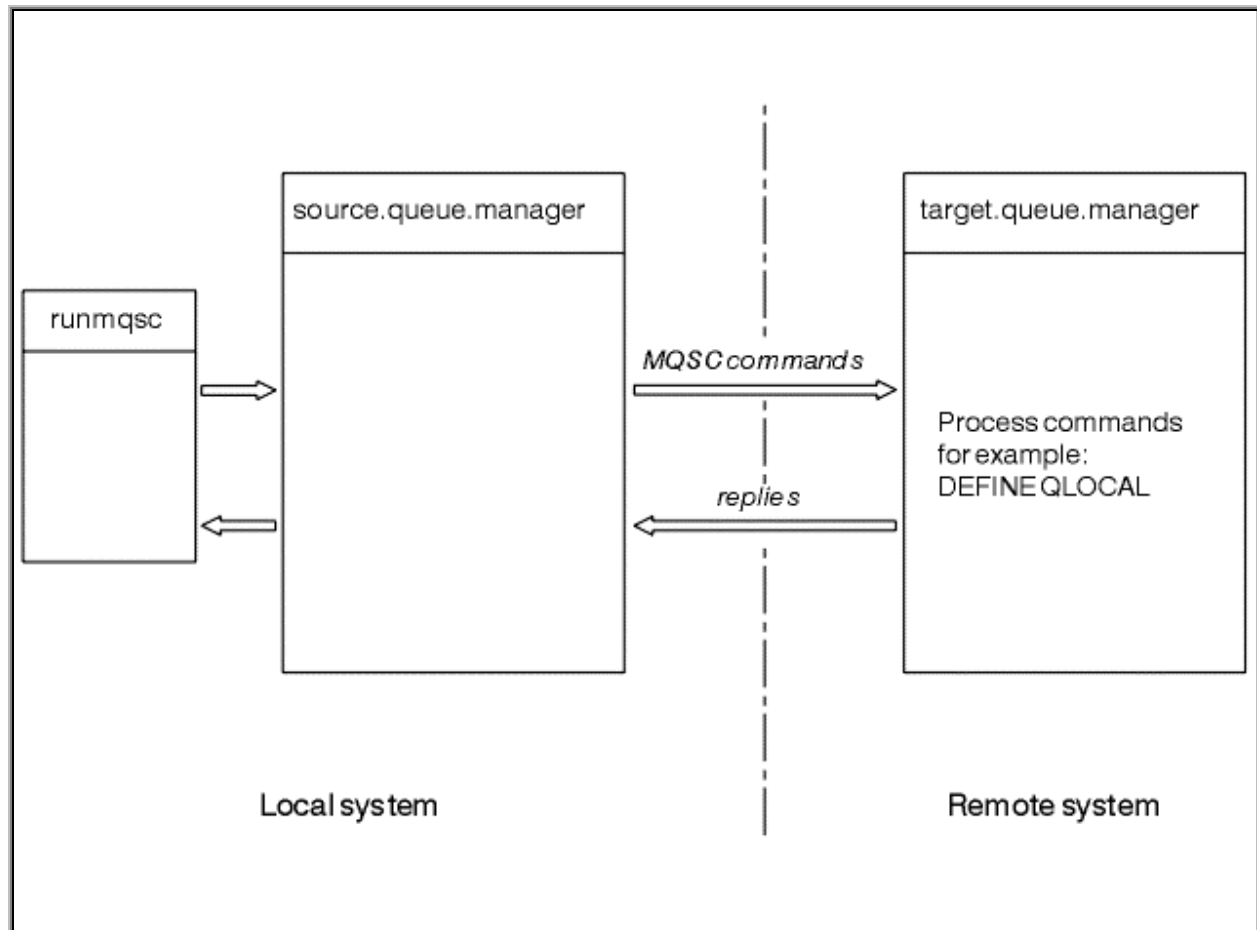 source.queue.manager
target.queue.manager
runmqsc
MQSC commands
Process commands
for example:
DEFINE QLOCAL
replies
Local system
Remote system